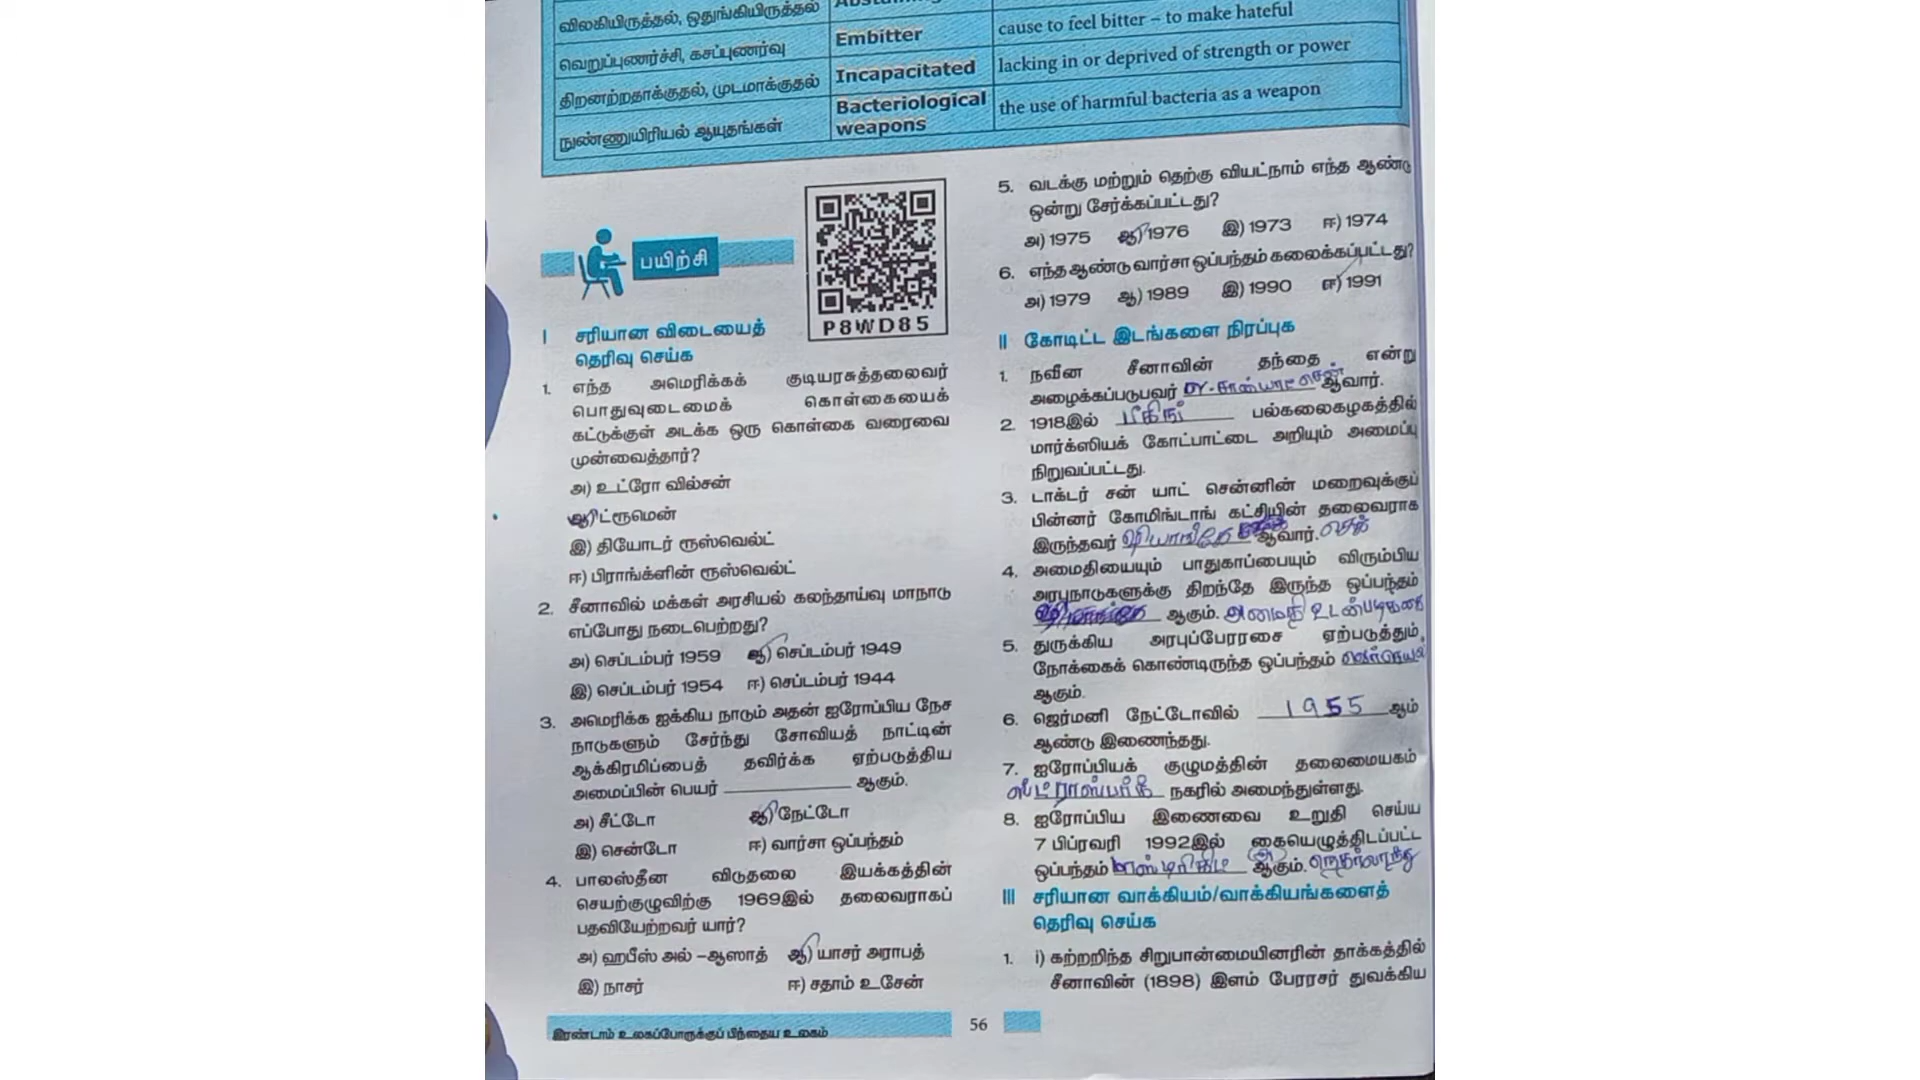 விலகியிருத்தல், ஒதுங்கியிருத்தல்
வெறுப்புணர்ச்சி, கசப்புணர்வு Embitter cause to feel bitter – to make hateful
திறனற்றதாக்குதல், முடமாக்குதல் Incapacitated lacking in or deprived of strength or power
நுண்ணுயிரியல் ஆயுதங்கள் Bacteriological weapons the use of harmful bacteria as a weapon
பயிற்சி
P8WD85
I சரியான விடையைத்
தெரிவு செய்க
1. எந்த அமெரிக்கக் குடியரசுத்தலைவர்
பொதுவுடைமைக் கொள்கையைக்
கட்டுக்குள் அடக்க ஒரு கொள்கை வரைவை
முன்வைத்தார்?
அ) உட்ரோ வில்சன்
ஆ) ட்ரூமென்
இ) தியோடர் ரூஸ்வெல்ட்
ஈ) பிராங்க்ளின் ரூஸ்வெல்ட்
2. சீனாவில் மக்கள் அரசியல் கலந்தாய்வு மாநாடு
எப்போது நடைபெற்றது?
அ) செப்டம்பர் 1959 ஆ) செப்டம்பர் 1949
இ) செப்டம்பர் 1954 ஈ) செப்டம்பர் 1944
3. அமெரிக்க ஐக்கிய நாடும் அதன் ஐரோப்பிய நேச
நாடுகளும் சேர்ந்து சோவியத் நாட்டின்
ஆக்கிரமிப்பைத் தவிர்க்க ஏற்படுத்திய
அமைப்பின் பெயர் ____________ ஆகும்.
அ) சீட்டோ ஆ) நேட்டோ
இ) சென்டோ ஈ) வார்சா ஒப்பந்தம்
4. பாலஸ்தீன விடுதலை இயக்கத்தின்
செயற்குழுவிற்கு 1969இல் தலைவராகப்
பதவியேற்றவர் யார்?
அ) ஹபீஸ் அல் –ஆஸாத் ஆ) யாசர் அராபத்
இ) நாசர் ஈ) சதாம் உசேன்
5. வடக்கு மற்றும் தெற்கு வியட்நாம் எந்த ஆண்டு
ஒன்று சேர்க்கப்பட்டது?
அ) 1975 ஆ) 1976 இ) 1973 ஈ) 1974
6. எந்த ஆண்டு வார்சா ஒப்பந்தம் கலைக்கப்பட்டது?
அ) 1979 ஆ) 1989 இ) 1990 ஈ) 1991
II கோடிட்ட இடங்களை நிரப்புக
1. நவீன சீனாவின் தந்தை என்று
அழைக்கப்படுபவர் Dr. சான்யாட்சென் ஆவார்.
2. 1918இல் பீகிங் பல்கலைகழகத்தில்
மார்க்ஸியக் கோட்பாட்டை அறியும் அமைப்பு
நிறுவப்பட்டது.
3. டாக்டர் சன் யாட் சென்னின் மறைவுக்குப்
பின்னர் கோமிங்டாங் கட்சியின் தலைவராக
இருந்தவர் ஷியாங்கே ஆவார். செக்
4. அமைதியையும் பாதுகாப்பையும் விரும்பிய
அரபுநாடுகளுக்கு திறந்தே இருந்த ஒப்பந்தம்
ஆகும்.
5. துருக்கிய அரபுப்பேரரசை ஏற்படுத்தும்
நோக்கைக் கொண்டிருந்த ஒப்பந்தம்
ஆகும்.
6. ஜெர்மனி நேட்டோவில் 1955 ஆம்
ஆண்டு இணைந்தது.
7. ஐரோப்பியக் குழுமத்தின் தலைமையகம்
ஸ்ட்ராஸ்பர்க் நகரில் அமைந்துள்ளது.
8. ஐரோப்பிய இணைவை உறுதி செய்ய
7 பிப்ரவரி 1992இல் கையெழுத்திடப்பட்ட
ஒப்பந்தம் ஆகும்.
III சரியான வாக்கியம்/வாக்கியங்களைத்
தெரிவு செய்க
1. i) கற்றறிந்த சிறுபான்மையினரின் தாக்கத்தில்
சீனாவின் (1898) இளம் பேரரசர் துவக்கிய
இரண்டாம் உலகப்போருக்குப் பிந்தைய உலகம் 56